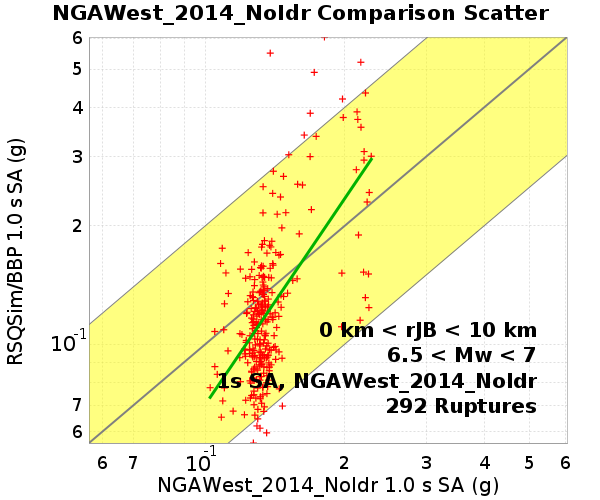 NGAWest_2014_NoIdr Comparison Scatter
RSQSim/BBP 1.0 s SA (g)
6
5
4
3
2
10-1
7
6
0 km < rJB < 10 km
6.5 < Mw < 7
1s SA, NGAWest_2014_NoIdr
292 Ruptures
6 7 10-1 2 3 4 5 6
NGAWest_2014_NoIdr 1.0 s SA (g)